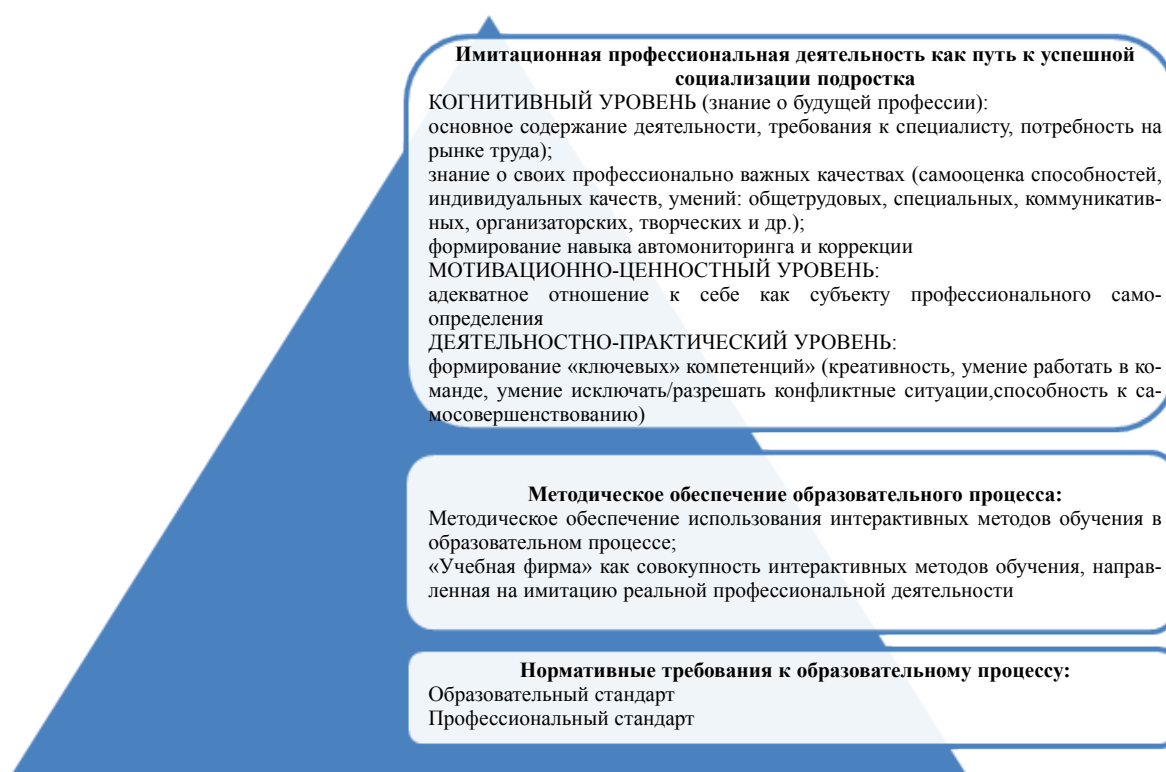 Имитационная профессиональная деятельность как путь к успешной
социализации подростка
КОГНИТИВНЫЙ УРОВЕНЬ (знание о будущей профессии):
основное содержание деятельности, требования к специалисту, потребность на
рынке труда);
знание о своих профессионально важных качествах (самооценка способностей,
индивидуальных качеств, умений: общетрудовых, специальных, коммуникатив-
ных, организаторских, творческих и др.);
формирование навыка автомониторинга и коррекции
МОТИВАЦИОННО-ЦЕННОСТНЫЙ УРОВЕНЬ:
адекватное отношение к себе как субъекту профессионального само-
определения
ДЕЯТЕЛЬНОСТНО-ПРАКТИЧЕСКИЙ УРОВЕНЬ:
формирование «ключевых» компетенций» (креативность, умение работать в ко-
манде, умение исключать/разрешать конфликтные ситуации,способность к са-
мосовершенствованию)
Методическое обеспечение образовательного процесса:
Методическое обеспечение использования интерактивных методов обучения в
образовательном процессе;
«Учебная фирма» как совокупность интерактивных методов обучения, направ-
ленная на имитацию реальной профессиональной деятельности
Нормативные требования к образовательному процессу:
Образовательный стандарт
Профессиональный стандарт